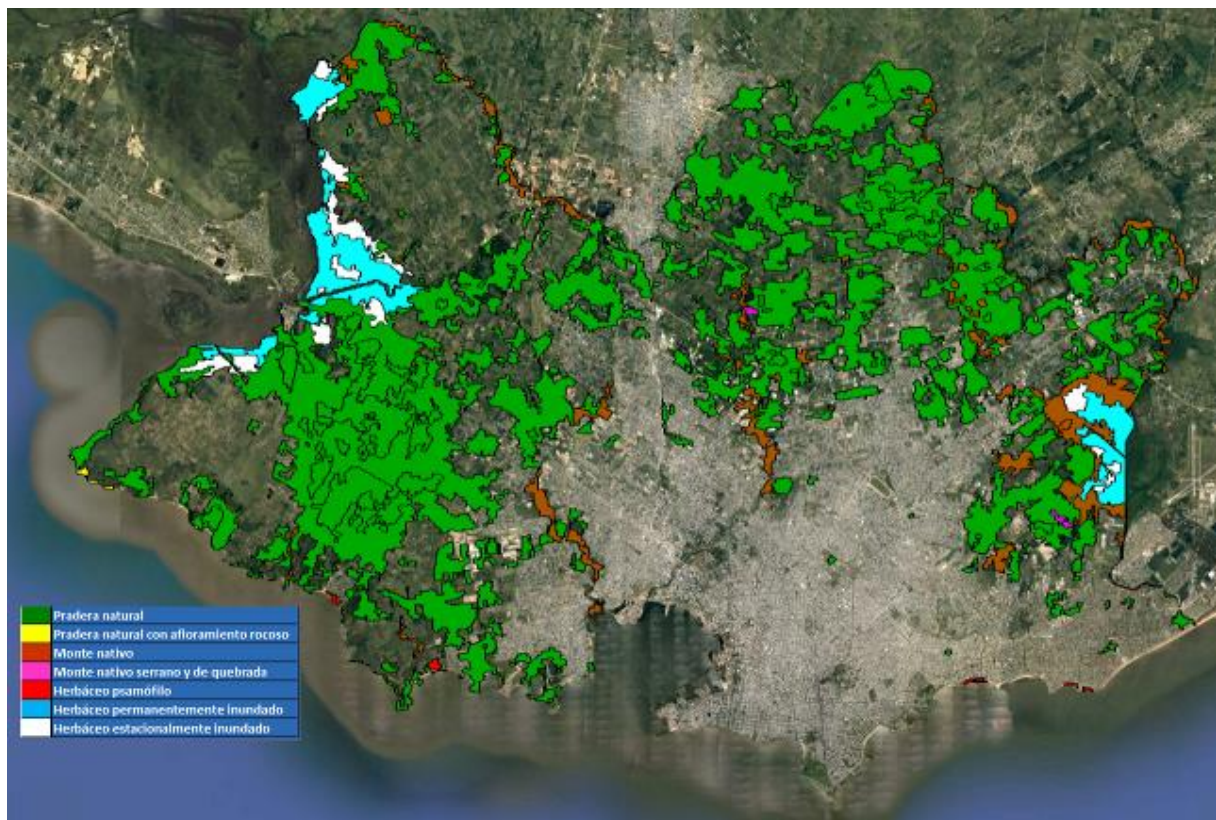 Pradera natural
Pradera natural con afloramiento rocoso
Monte nativo
Monte nativo serrano y de quebrada
Herbáceo psamófilo
Herbáceo permanentemente inundado
Herbáceo estacionalmente inundado